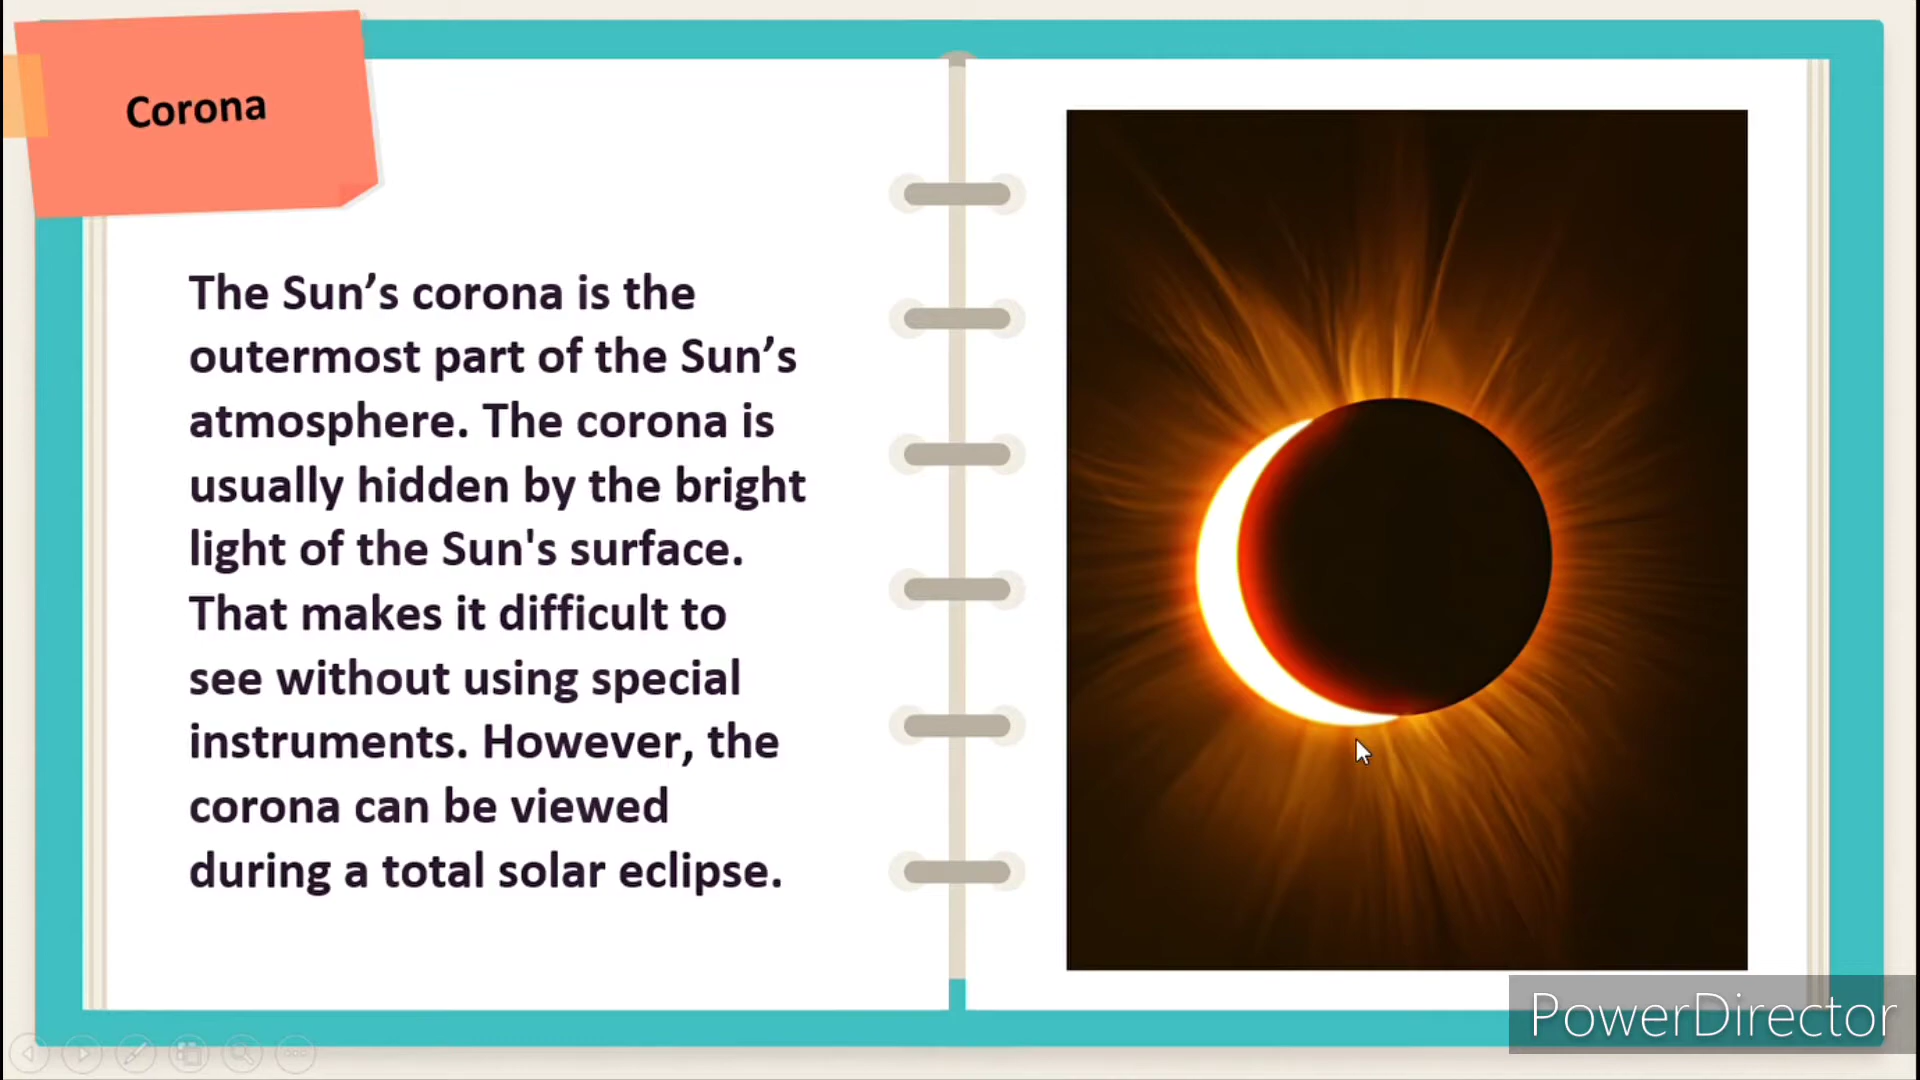 Corona
The Sun’s corona is the
outermost part of the Sun’s
atmosphere. The corona is
usually hidden by the bright
light of the Sun's surface.
That makes it difficult to
see without using special
instruments. However, the
corona can be viewed
during a total solar eclipse.
PowerDirector